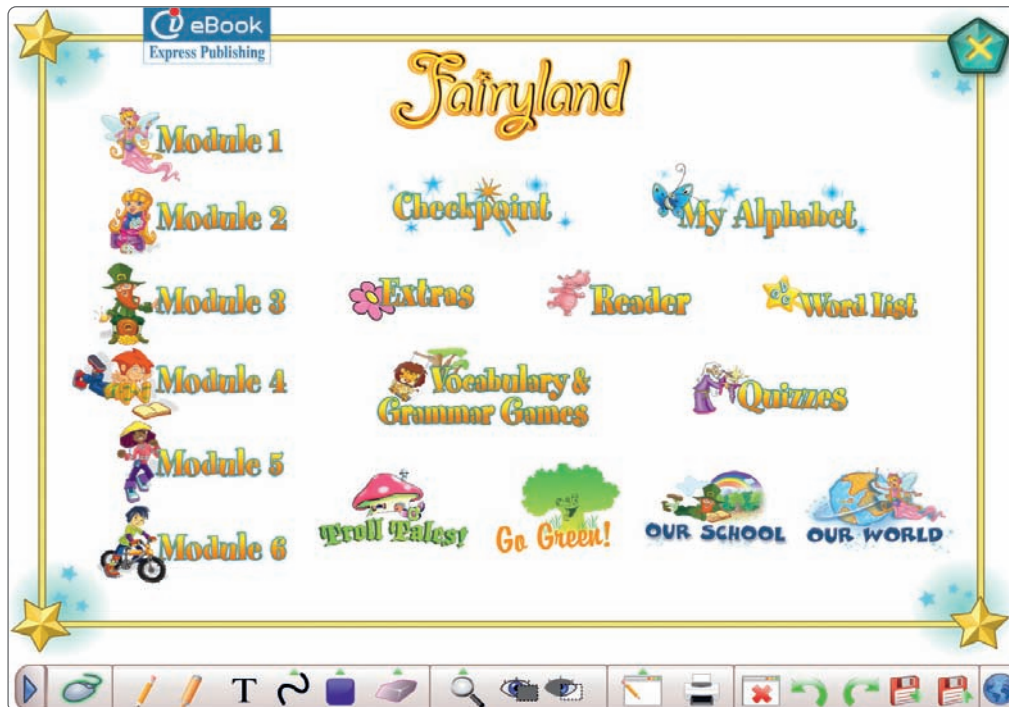 i eBook
Express Publishing
Fairyland
Module 1
Module 2
Module 3
Module 4
Module 5
Module 6
Checkpoint
My Alphabet
Extras
Reader
Word List
Vocabulary &
Grammar Games
Quizzes
Troll Tales!
Go Green!
OUR SCHOOL
OUR WORLD
T